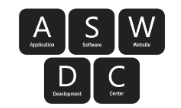 A S W
Application Software Website
D C
Development Center